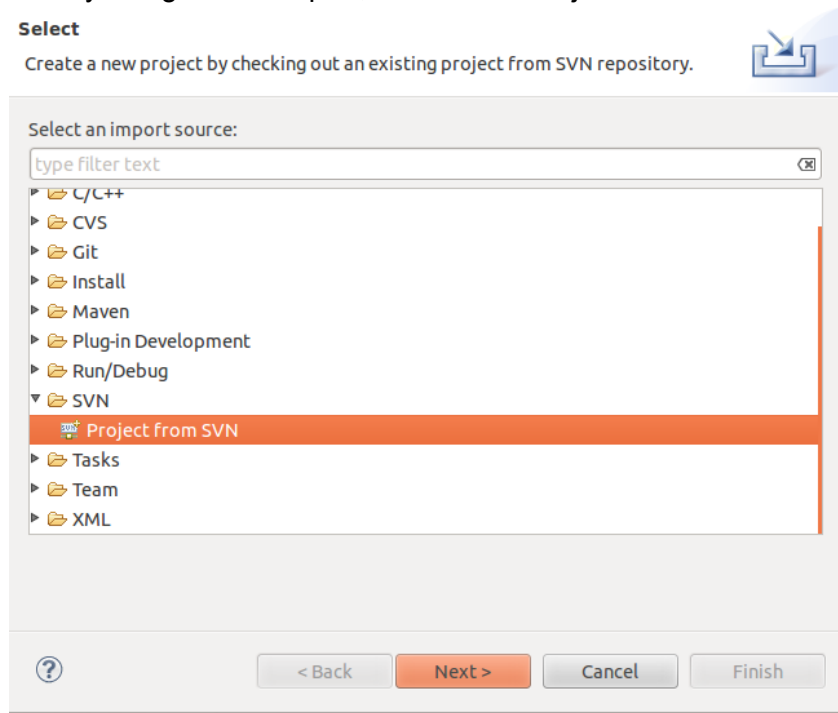 Select
Create a new project by checking out an existing project from SVN repository.
Select an import source:
type filter text
C/C++
CVS
Git
Install
Maven
Plug-in Development
Run/Debug
SVN
Project from SVN
Tasks
Team
XML
< Back Next > Cancel Finish